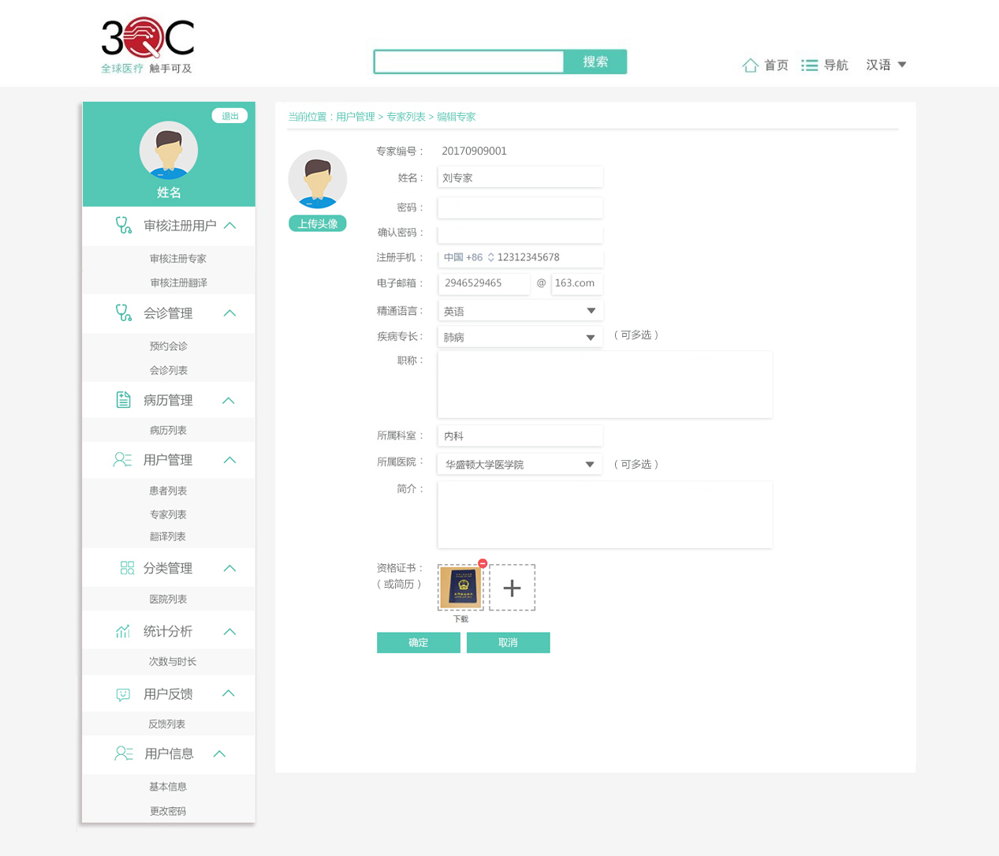 3QC
全球医疗 触手可及
搜索
首页
导航
汉语
退出
姓名
审核注册用户
审核注册专家
审核注册翻译
会诊管理
预约会诊
会诊列表
病历管理
病历列表
用户管理
患者列表
专家列表
翻译列表
分类管理
医院列表
统计分析
次数与时长
用户反馈
反馈列表
用户信息
基本信息
更改密码
当前位置：用户管理 > 专家列表 > 编辑专家
上传头像
专家编号： 20170909001
姓名： 刘专家
密码：
确认密码：
注册手机： 中国 +86 12312345678
电子邮箱： 2946529465 @ 163.com
精通语言： 英语
疾病专长： 肺病 （可多选）
职称：
所属科室： 内科
所属医院： 华盛顿大学医学院 （可多选）
简介：
资格证书：
（或简历）
下载
确定
取消